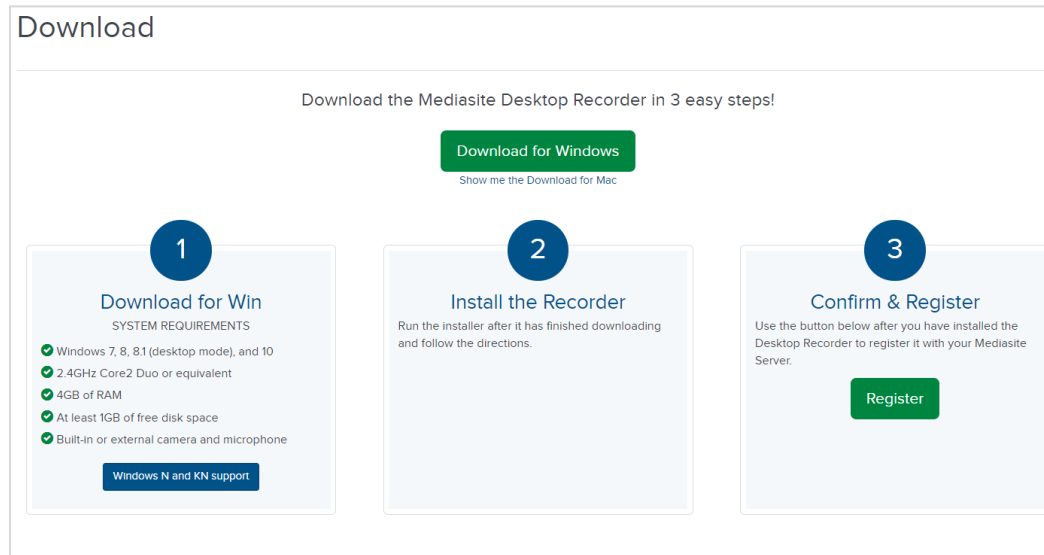 Download
Download the Mediasite Desktop Recorder in 3 easy steps!
Download for Windows
Show me the Download for Mac
1
Download for Win
SYSTEM REQUIREMENTS
Windows 7, 8, 8.1 (desktop mode), and 10
2.4GHz Core2 Duo or equivalent
4GB of RAM
At least 1GB of free disk space
Built-in or external camera and microphone
Windows N and KN support
2
Install the Recorder
Run the installer after it has finished downloading
and follow the directions.
3
Confirm & Register
Use the button below after you have installed the
Desktop Recorder to register it with your Mediasite
Server.
Register